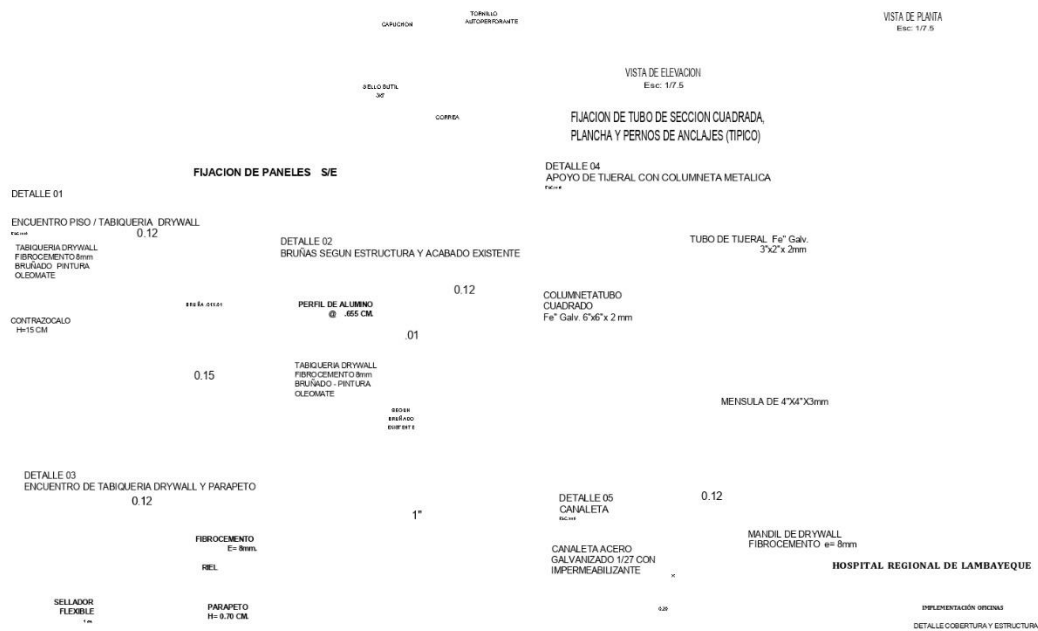 TORNILLO
AUTOPERFORANTE
CAPUCHON
VISTA DE PLANTA
Esc: 1/7.5
VISTA DE ELEVACION
Esc: 1/7.5
SELLO BUTIL
3/8"
CORREA
FIJACION DE TUBO DE SECCION CUADRADA,
PLANCHA Y PERNOS DE ANCLAJES (TIPICO)
FIJACION DE PANELES S/E
DETALLE 04
APOYO DE TIJERAL CON COLUMNETA METALICA
DETALLE 01
ENCUENTRO PISO / TABIQUERIA DRYWALL
0.12
TABIQUERIA DRYWALL
FIBROCEMENTO 8mm
BRUÑADO PINTURA
OLEOMATE
DETALLE 02
BRUÑAS SEGUN ESTRUCTURA Y ACABADO EXISTENTE
TUBO DE TIJERAL Fe" Galv.
3"x2"x 2mm
0.12
COLUMNETATUBO
CUADRADO
Fe" Galv. 6"x6"x 2 mm
PERFIL DE ALUMINO
@ .655 CM.
CONTRAZOCALO
H=15 CM
.01
0.15
TABIQUERIA DRYWALL
FIBROCEMENTO 8mm
BRUÑADO - PINTURA
OLEOMATE
SEGUN
BRUÑADO
EXISTENTE
MENSULA DE 4"X4"X3mm
DETALLE 03
ENCUENTRO DE TABIQUERIA DRYWALL Y PARAPETO
0.12
1"
DETALLE 05
CANALETA
0.12
FIBROCEMENTO
E= 8mm.
RIEL
MANDIL DE DRYWALL
FIBROCEMENTO e= 8mm
CANALETA ACERO
GALVANIZADO 1/27 CON
IMPERMEABILIZANTE
HOSPITAL REGIONAL DE LAMBAYEQUE
SELLADOR
FLEXIBLE
PARAPETO
H= 0.70 CM.
0.20
IMPLEMENTACIÓN OFICINAS
DETALLE COBERTURA Y ESTRUCTURA